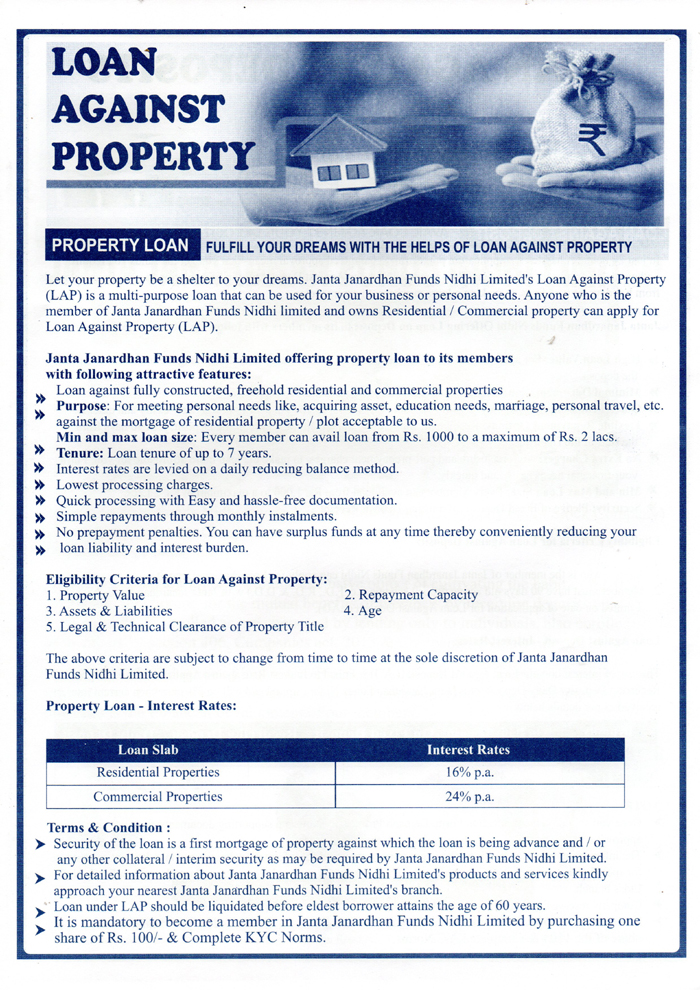 LOAN
AGAINST
PROPERTY
₹
PROPERTY LOAN FULFILL YOUR DREAMS WITH THE HELPS OF LOAN AGAINST PROPERTY
Let your property be a shelter to your dreams. Janta Janardhan Funds Nidhi Limited's Loan Against Property
(LAP) is a multi-purpose loan that can be used for your business or personal needs. Anyone who is the
member of Janta Janardhan Funds Nidhi limited and owns Residential / Commercial property can apply for
Loan Against Property (LAP).
Janta Janardhan Funds Nidhi Limited offering property loan to its members
with following attractive features:
Loan against fully constructed, freehold residential and commercial properties
Purpose: For meeting personal needs like, acquiring asset, education needs, marriage, personal travel, etc.
against the mortgage of residential property / plot acceptable to us.
Min and max loan size: Every member can avail loan from Rs. 1000 to a maximum of Rs. 2 lacs.
Tenure: Loan tenure of up to 7 years.
Interest rates are levied on a daily reducing balance method.
Lowest processing charges.
Quick processing with Easy and hassle-free documentation.
Simple repayments through monthly instalments.
No prepayment penalties. You can have surplus funds at any time thereby conveniently reducing your
loan liability and interest burden.
Eligibility Criteria for Loan Against Property:
1. Property Value 2. Repayment Capacity
3. Assets & Liabilities 4. Age
5. Legal & Technical Clearance of Property Title
The above criteria are subject to change from time to time at the sole discretion of Janta Janardhan
Funds Nidhi Limited.
Property Loan - Interest Rates:
Loan Slab Interest Rates
Residential Properties 16% p.a.
Commercial Properties 24% p.a.
Terms & Condition :
Security of the loan is a first mortgage of property against which the loan is being advance and / or
any other collateral / interim security as may be required by Janta Janardhan Funds Nidhi Limited.
For detailed information about Janta Janardhan Funds Nidhi Limited's products and services kindly
approach your nearest Janta Janardhan Funds Nidhi Limited's branch.
Loan under LAP should be liquidated before eldest borrower attains the age of 60 years.
It is mandatory to become a member in Janta Janardhan Funds Nidhi Limited by purchasing one
share of Rs. 100/- & Complete KYC Norms.